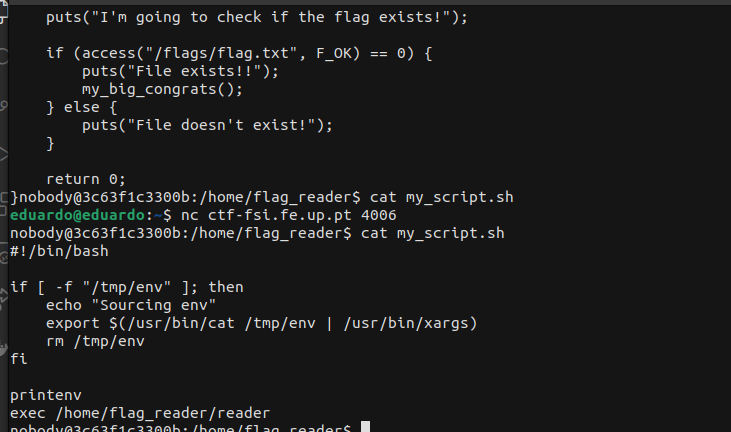 puts("I'm going to check if the flag exists!");

    if (access("/flags/flag.txt", F_OK) == 0) {
        puts("File exists!!");
        my_big_congrats();
    } else {
        puts("File doesn't exist!");
    }

    return 0;
}nobody@3c63f1c3300b:/home/flag_reader$ cat my_script.sh
eduardo@eduardo:~$ nc ctf-fsi.fe.up.pt 4006
nobody@3c63f1c3300b:/home/flag_reader$ cat my_script.sh
#!/bin/bash

if [ -f "/tmp/env" ]; then
    echo "Sourcing env"
    export $(/usr/bin/cat /tmp/env | /usr/bin/xargs)
    rm /tmp/env
fi

printenv
exec /home/flag_reader/reader
nobody@3c63f1c3300b:/home/flag_reader$